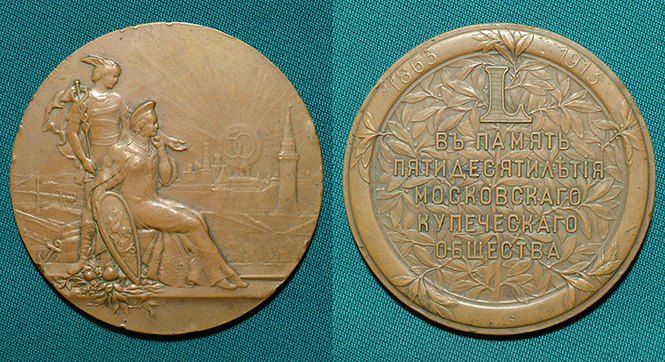 50
1863 1913
L
ВЪ ПАМЯТЬ
ПЯТИДЕСЯТИЛѢТІЯ
МОСКОВСКАГО
КУПЕЧЕСКАГО
ОБЩЕСТВА